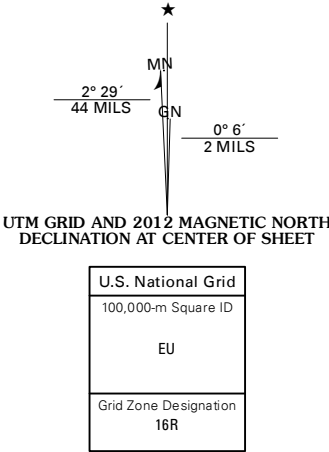 ★
MN
2° 29´
44 MILS
GN
0° 6´
2 MILS
UTM GRID AND 2012 MAGNETIC NORTH
DECLINATION AT CENTER OF SHEET
U.S. National Grid
100,000-m Square ID
EU
Grid Zone Designation
16R